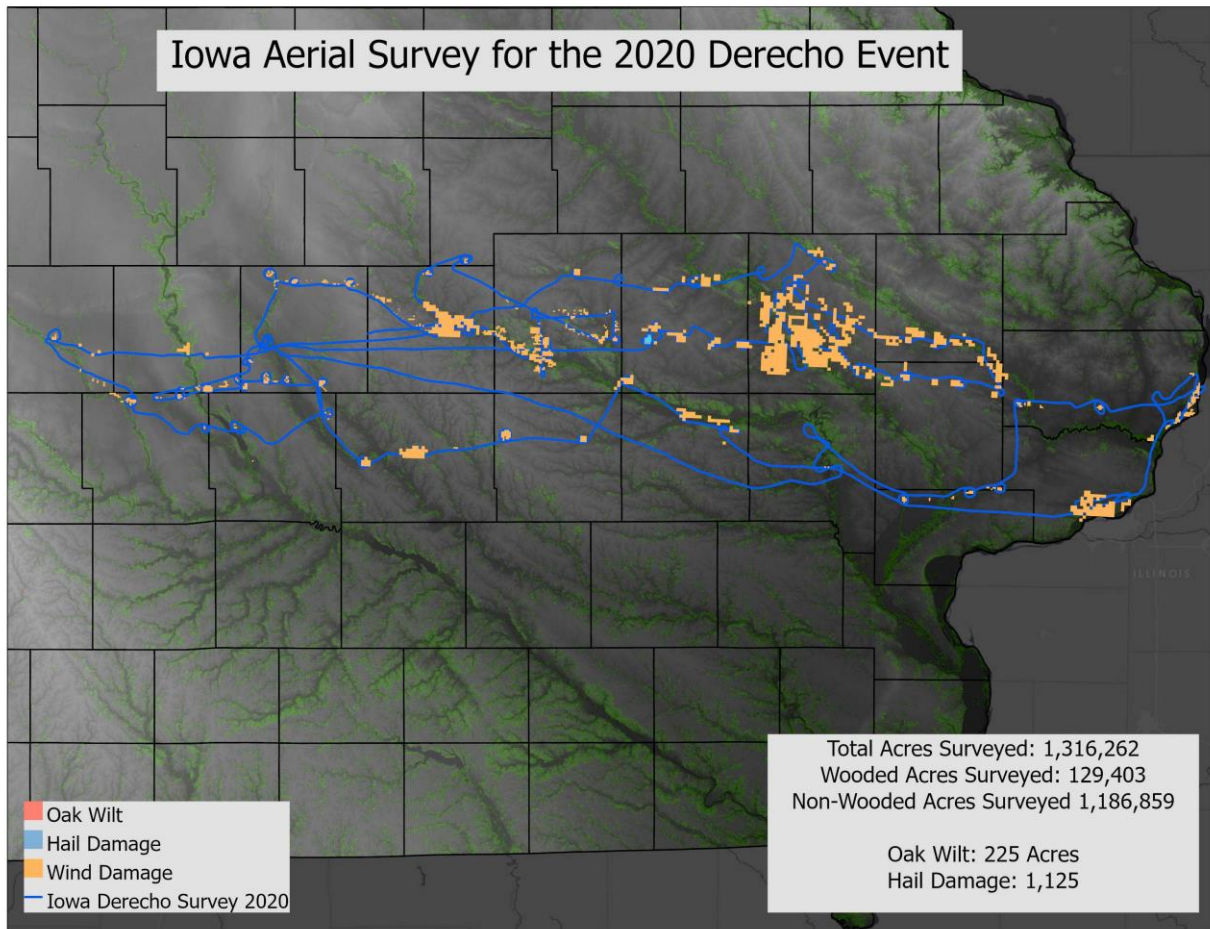 Iowa Aerial Survey for the 2020 Derecho Event
ILLINOIS
Total Acres Surveyed: 1,316,262
Wooded Acres Surveyed: 129,403
Non-Wooded Acres Surveyed 1,186,859
Oak Wilt: 225 Acres
Hail Damage: 1,125
Oak Wilt
Hail Damage
Wind Damage
Iowa Derecho Survey 2020